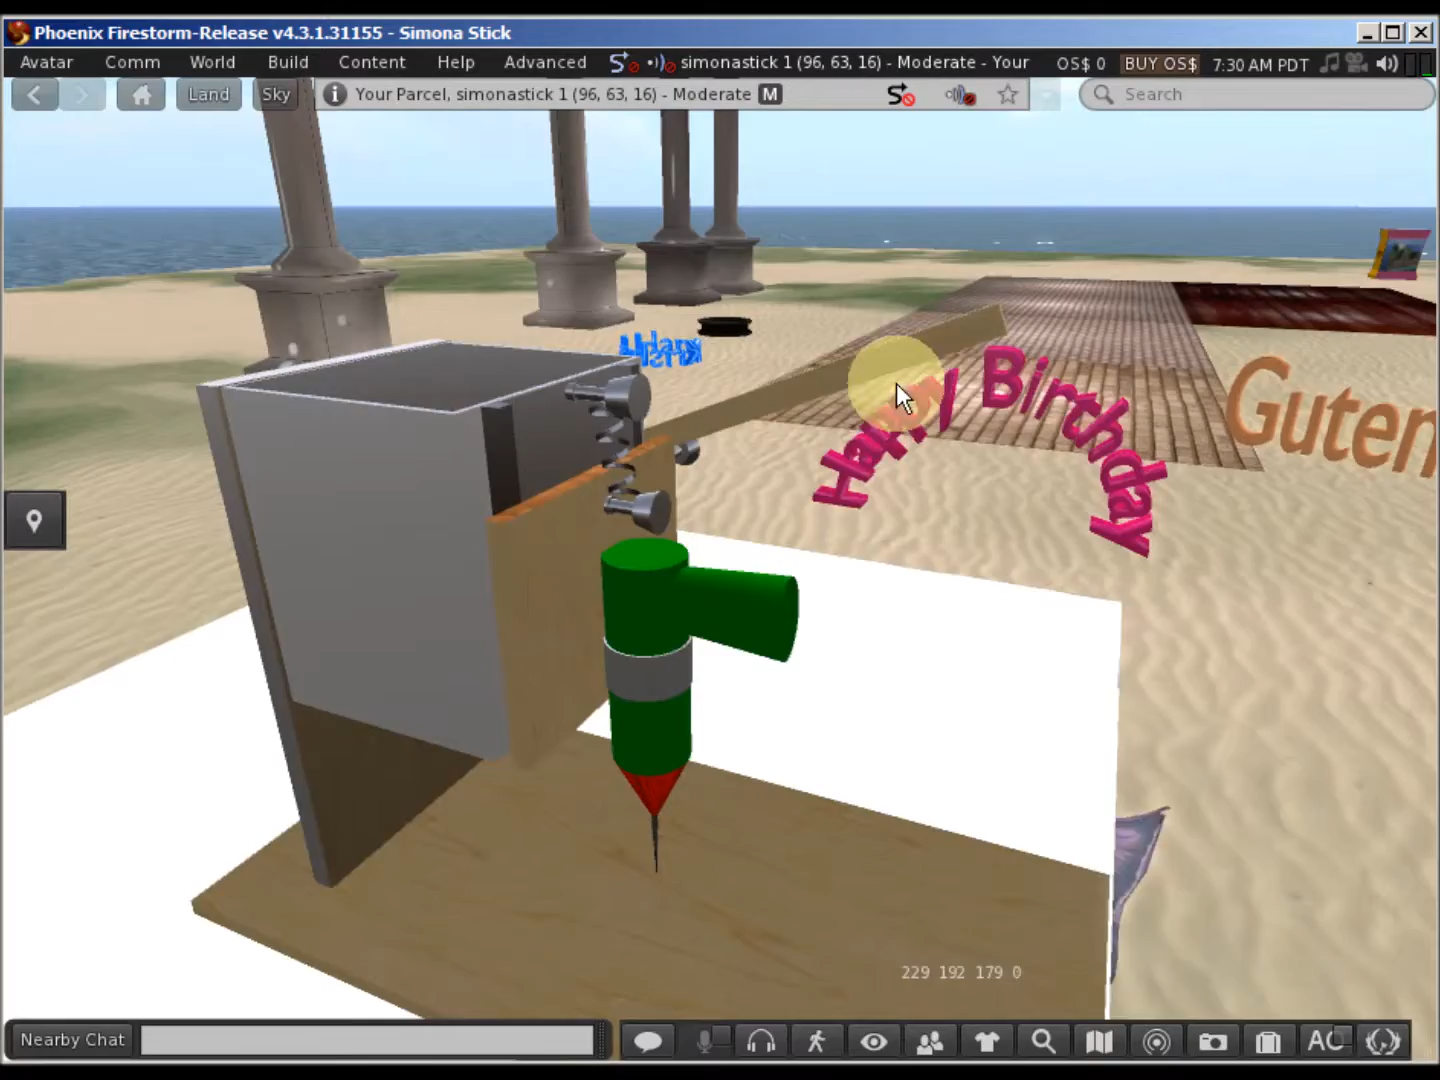 Phoenix Firestorm-Release v4.3.1.31155 - Simona Stick
Avatar Comm World Build Content Help Advanced simonastick 1 (96, 63, 16) - Moderate - Your OS$ 0 BUY OS$ 7:30 AM PDT
Land Sky Your Parcel, simonastick 1 (96, 63, 16) - Moderate M Search
Happy Birthday
Guten
229 192 179 0
Nearby Chat AO